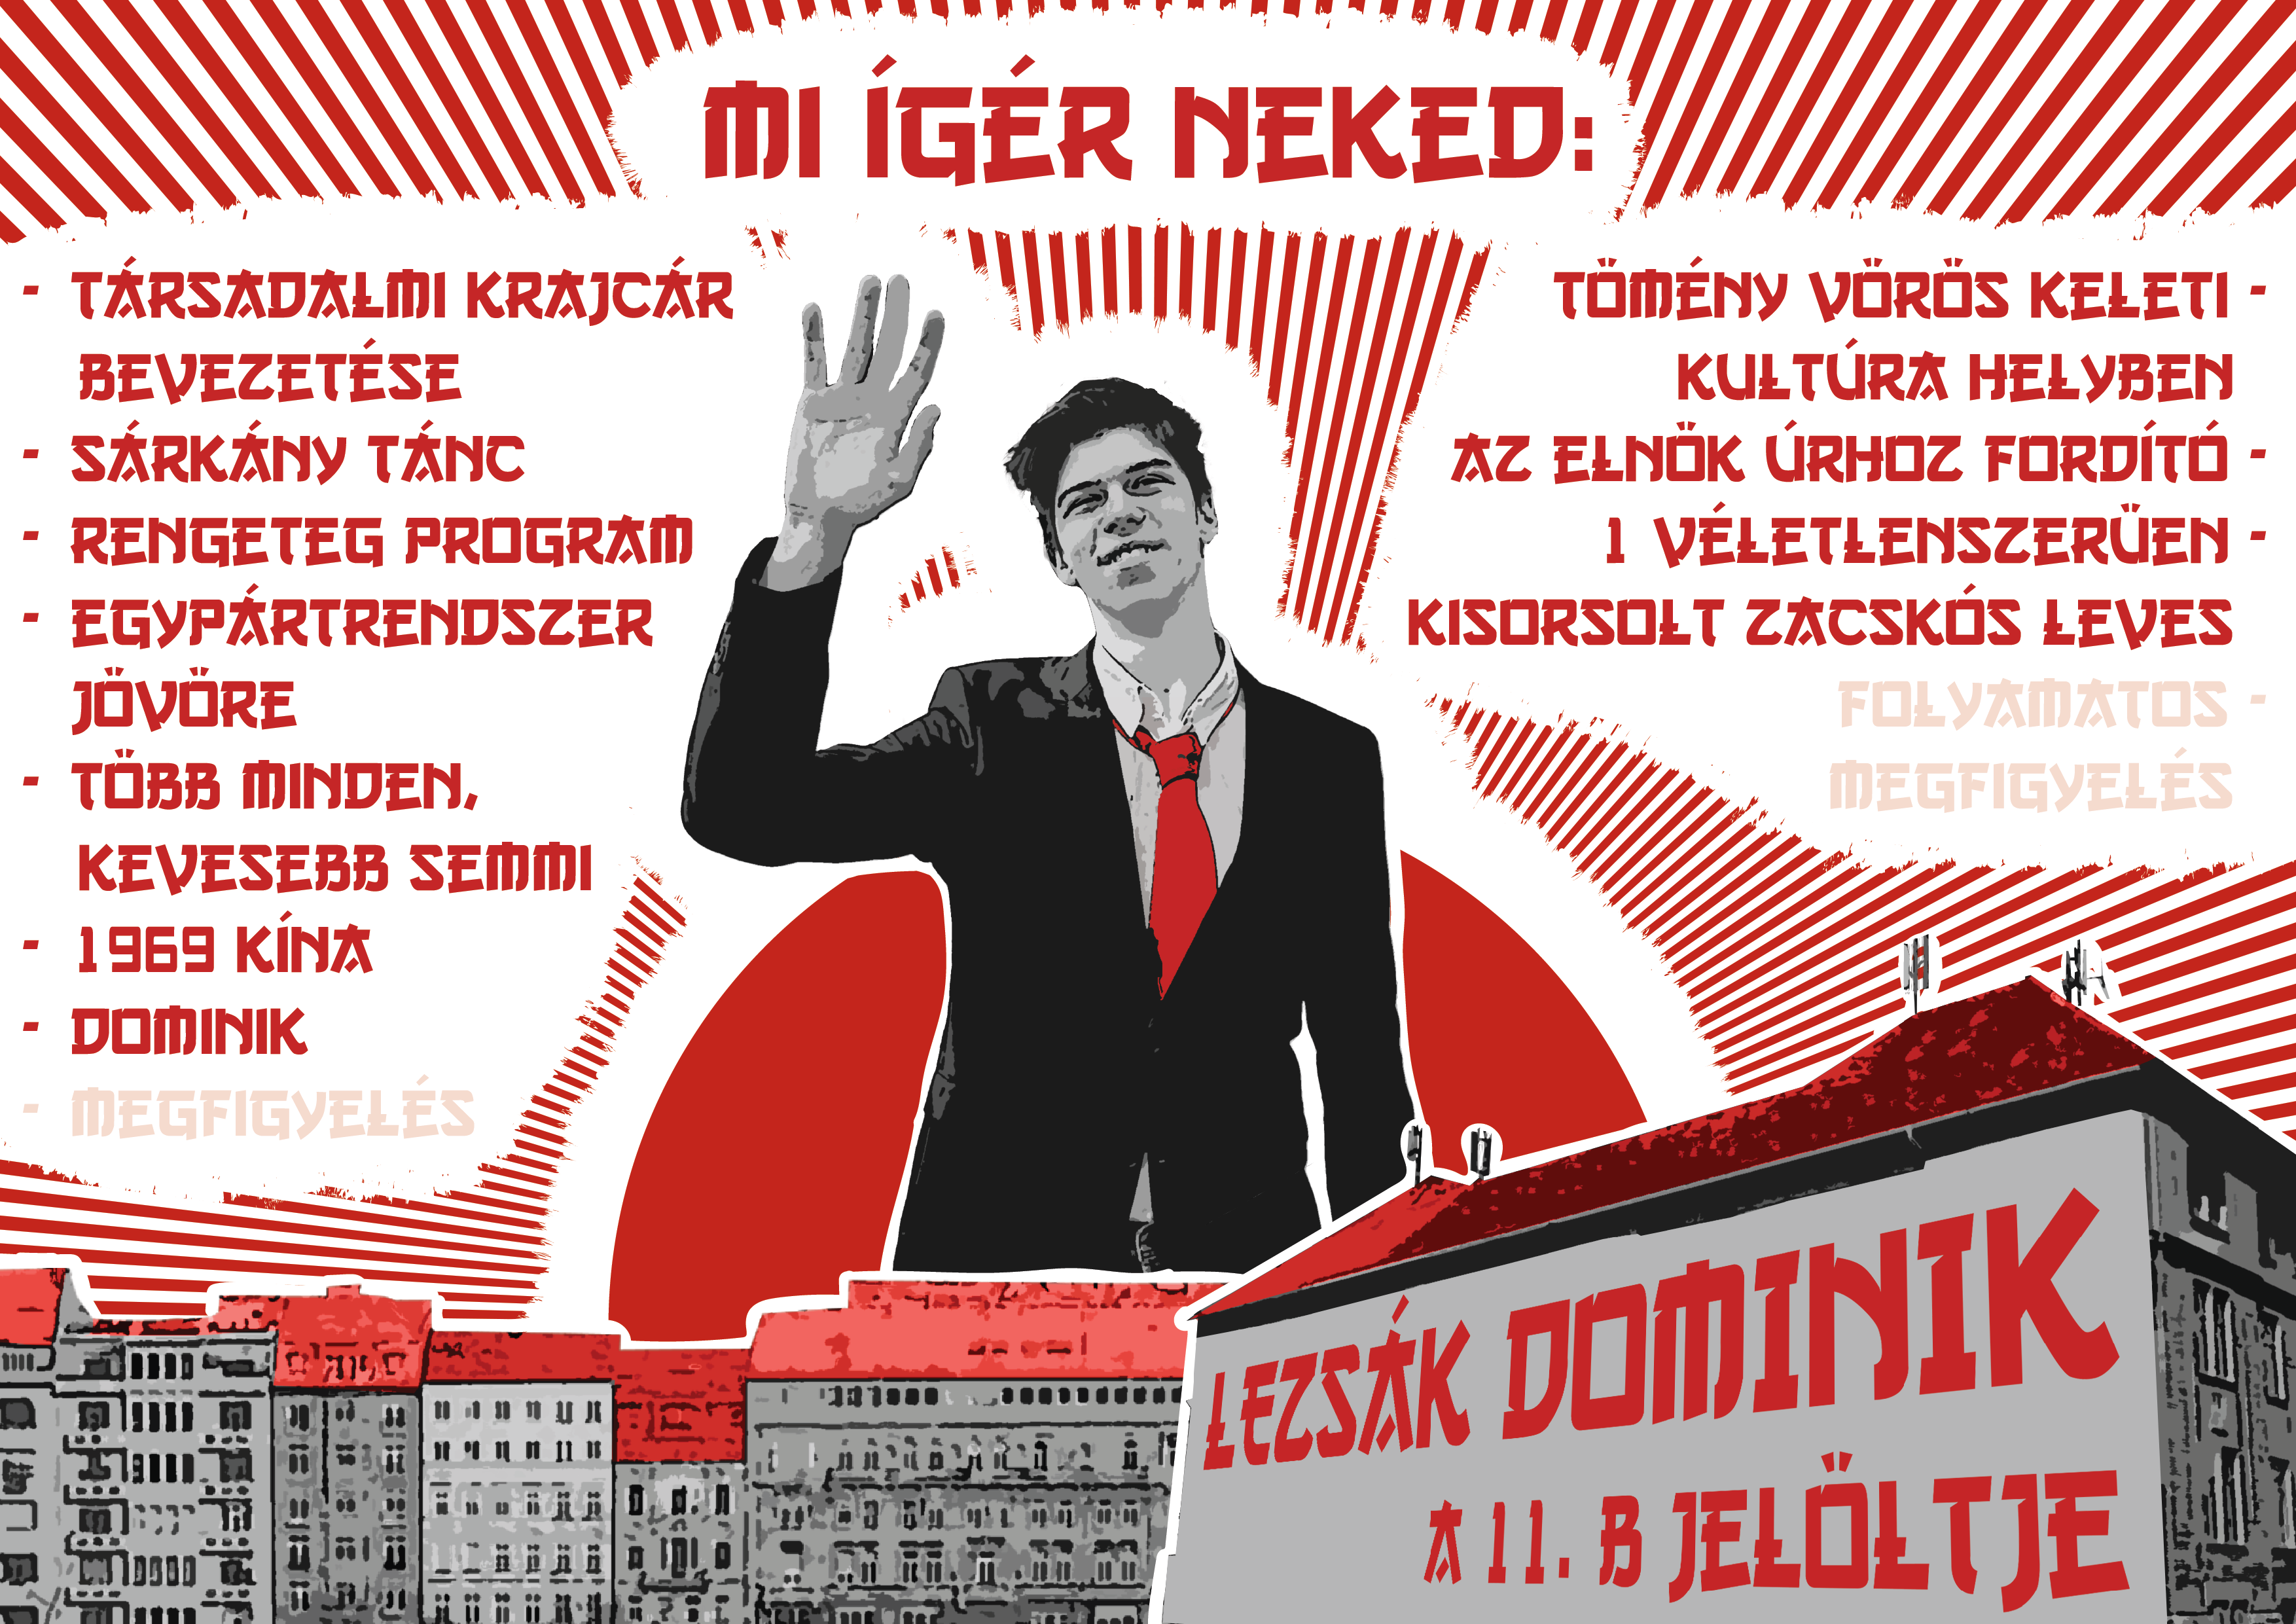 MI ÍGÉR NEKED:
- TÁRSADALMI KRAJCÁR
BEVEZETÉSE
- SÁRKÁNY TÁNC
- RENGETEG PROGRAM
- EGYPÁRTRENDSZER
JÖVÖRE
- TÖBB MINDEN,
KEVESEBB SEMMI
- 1969 KÍNA
- DOMINIK
- MEGFIGYELÉS
TÖMÉNY VÖRÖS KELETI -
KULTÚRA HELYBEN
AZ ELNÖK ÚRHOZ FORDÍTÓ -
1 VÉLETLENSZERÜEN -
KISORSOLT ZACSKÓS LEVES
FOLYAMATOS -
MEGFIGYELÉS
LEZSÁK DOMINIK
A 11. B JELÖLTJE